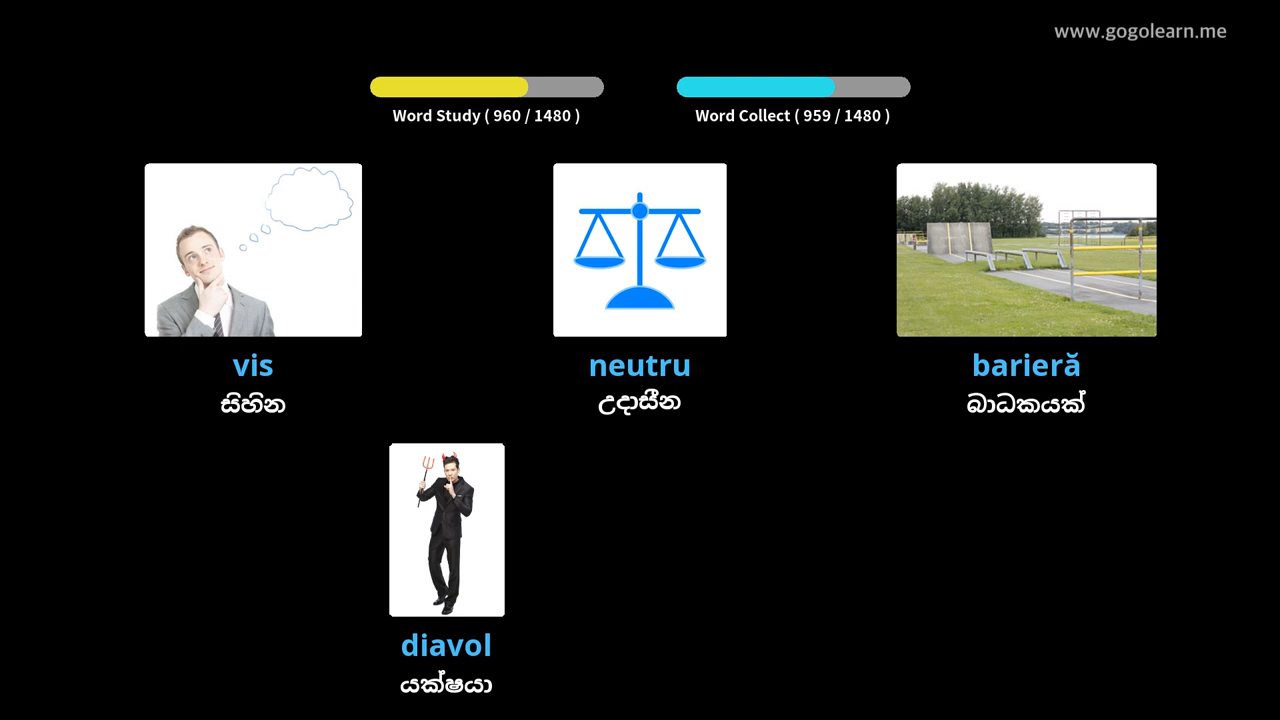 www.gogolearn.me
Word Study ( 960 / 1480 )
Word Collect ( 959 / 1480 )
vis
සිහින
neutru
උදාසීන
barieră
බාධකයක්
diavol
යක්ෂයා